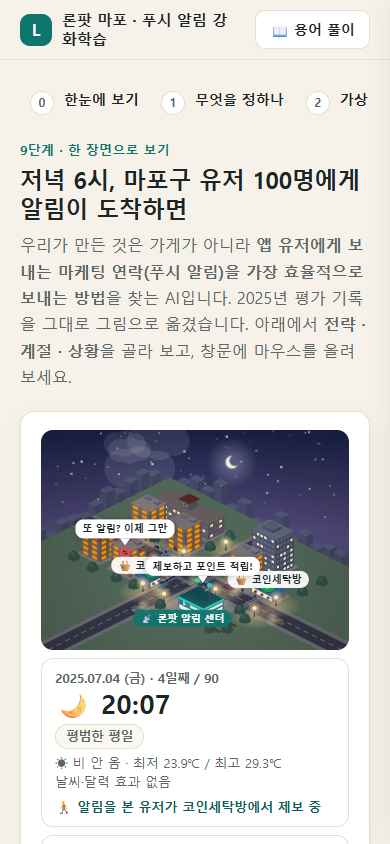 L
론팟 마포 · 푸시 알림 강
화학습
용어 풀이
0 한눈에 보기 1 무엇을 정하나 2 가상
9단계 · 한 장면으로 보기
저녁 6시, 마포구 유저 100명에게
알림이 도착하면
우리가 만든 것은 가게가 아니라 앱 유저에게 보
내는 마케팅 연락(푸시 알림)을 가장 효율적으로
보내는 방법을 찾는 AI입니다. 2025년 평가 기록
을 그대로 그림으로 옮겼습니다. 아래에서 전략 ·
계절 · 상황을 골라 보고, 창문에 마우스를 올려
보세요.
또 알림? 이제 그만
코
제보하고 포인트 적립!
코인세탁방
론팟 알림 센터
2025.07.04 (금) · 4일째 / 90
20:07
평범한 평일
비 안 옴 · 최저 23.9℃ / 최고 29.3℃
날씨·달력 효과 없음
알림을 본 유저가 코인세탁방에서 제보 중